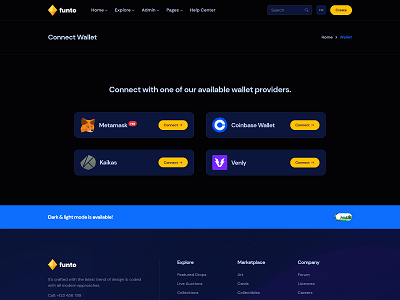 funto
Home Explore Admin Pages Help Center
Search
EN
Create
Connect Wallet
Home > Wallet
Connect with one of our available wallet providers.
Metamask
Connect →
Coinbase Wallet
Connect →
Kaikas
Connect →
Venly
Connect →
Dark & light mode is available!
funto
It's crafted with the latest trend of design & coded
with all modern approaches.
Explore
Featured Drops
Live Auctions
Collections
Marketplace
Art
Cards
Collectibles
Company
Forum
Licenses
Careers